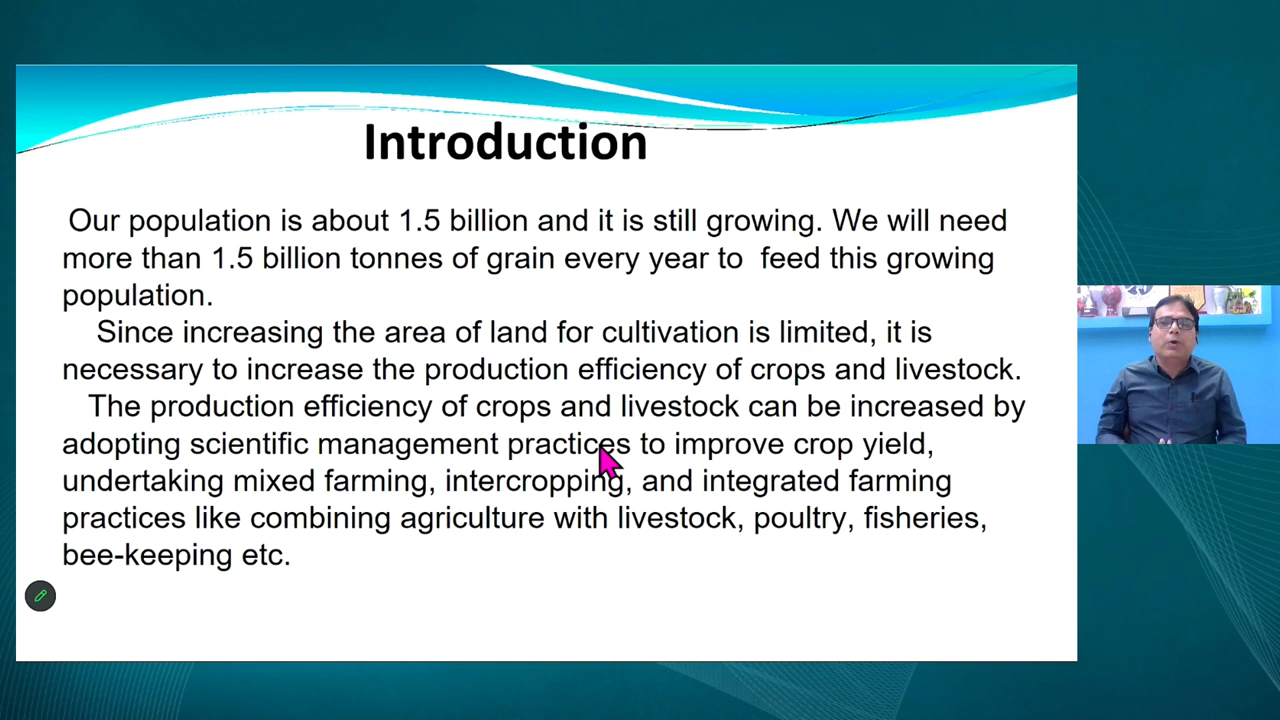 Introduction
Our population is about 1.5 billion and it is still growing. We will need
more than 1.5 billion tonnes of grain every year to feed this growing
population.
Since increasing the area of land for cultivation is limited, it is
necessary to increase the production efficiency of crops and livestock.
The production efficiency of crops and livestock can be increased by
adopting scientific management practices to improve crop yield,
undertaking mixed farming, intercropping, and integrated farming
practices like combining agriculture with livestock, poultry, fisheries,
bee-keeping etc.